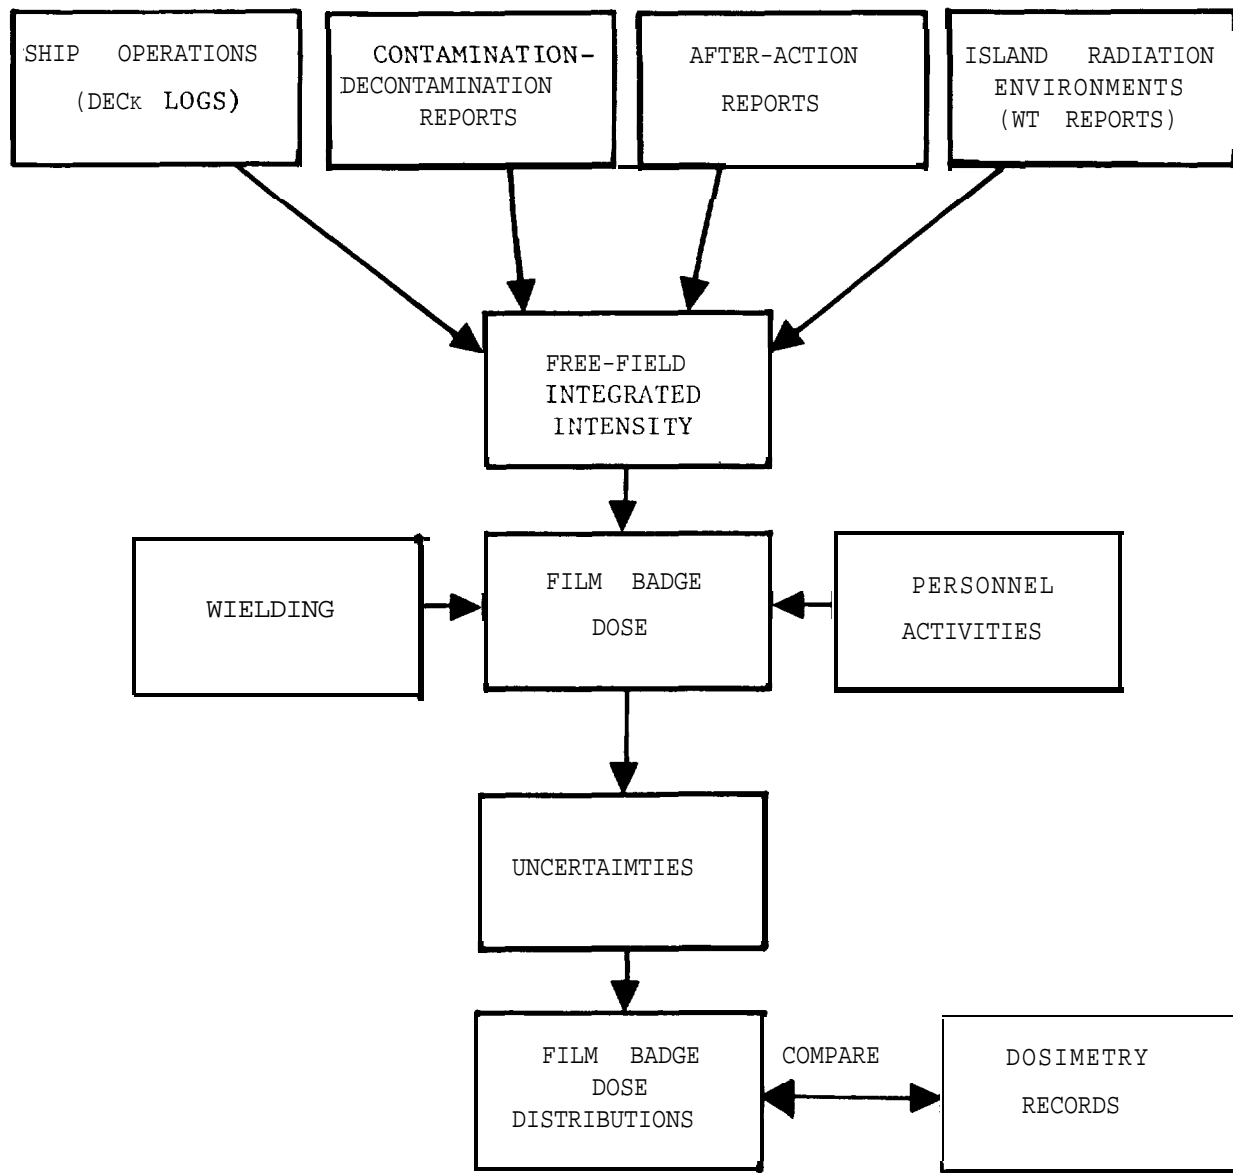 SHIP OPERATIONS
(DECK LOGS)
CONTAMINATION-
DECONTAMINATION
REPORTS
AFTER-ACTION
REPORTS
ISLAND RADIATION
ENVIRONMENTS
(WT REPORTS)
FREE-FIELD
INTEGRATED
INTENSITY
WIELDING
FILM BADGE
DOSE
PERSONNEL
ACTIVITIES
UNCERTAIMTIES
FILM BADGE
DOSE
DISTRIBUTIONS
COMPARE
DOSIMETRY
RECORDS